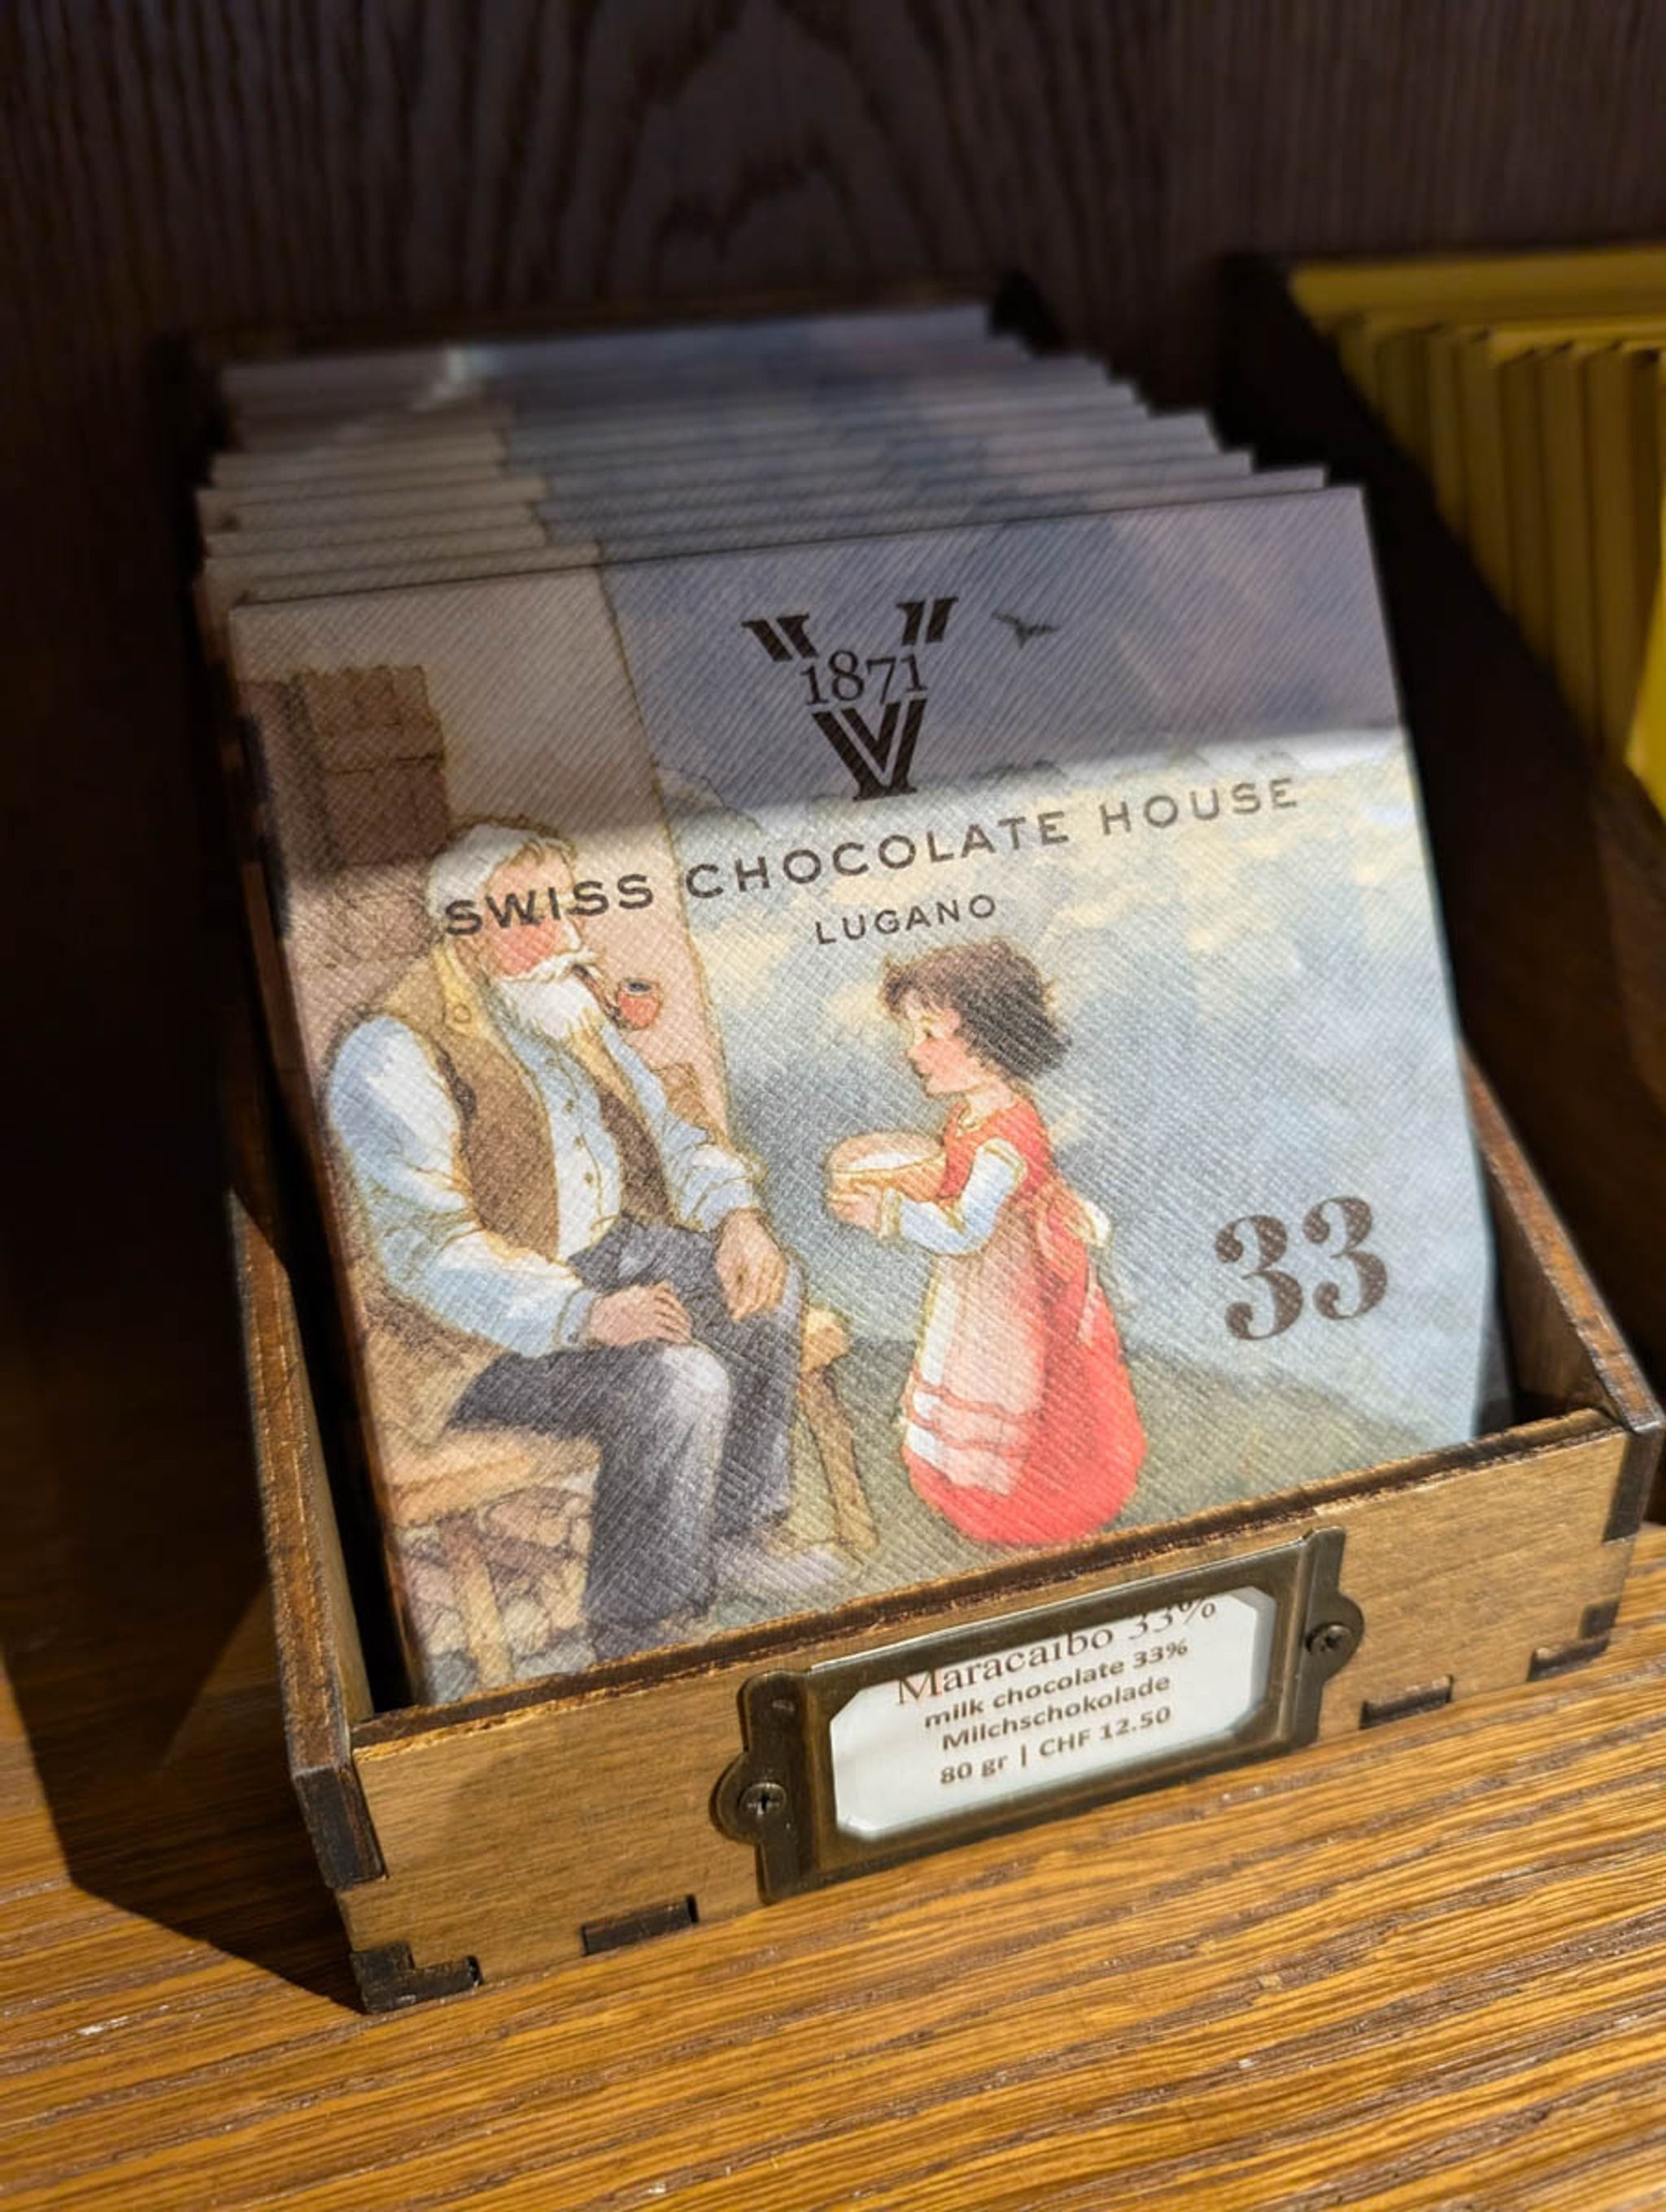 V
1871
SWISS CHOCOLATE HOUSE
LUGANO
33
Maracaibo 33%
milk chocolate 33%
Milchschokolade
80 gr | CHF 12.50